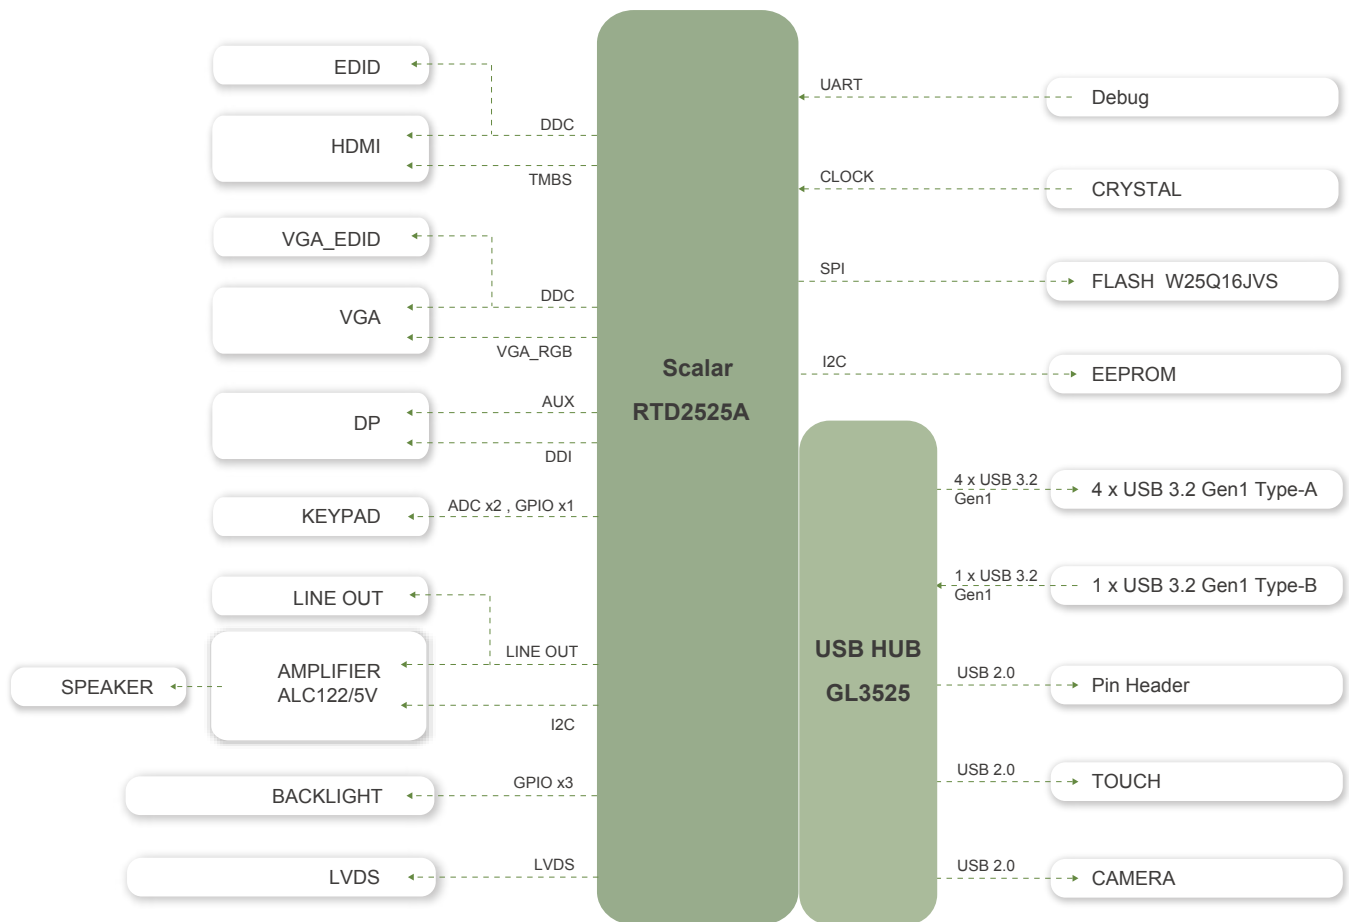 EDID
DDC
HDMI
TMBS
VGA_EDID
DDC
VGA
VGA_RGB
AUX
DP
DDI
ADC x2 , GPIO x1
KEYPAD
LINE OUT
LINE OUT
AMPLIFIER
ALC122/5V
SPEAKER
I2C
GPIO x3
BACKLIGHT
LVDS
LVDS
Scalar
RTD2525A
UART
Debug
CLOCK
CRYSTAL
SPI
FLASH W25Q16JVS
I2C
EEPROM
USB HUB
GL3525
4 x USB 3.2
Gen1
4 x USB 3.2 Gen1 Type-A
1 x USB 3.2
Gen1
1 x USB 3.2 Gen1 Type-B
USB 2.0
Pin Header
USB 2.0
TOUCH
USB 2.0
CAMERA